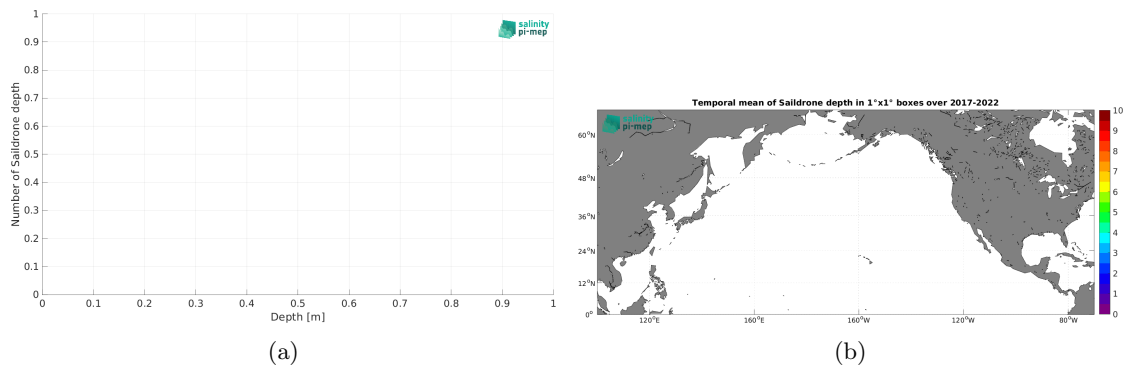 salinity
pi-mep
1
0.9
0.8
0.7
0.6
0.5
0.4
0.3
0.2
0.1
0
Number of Saildrone depth
0 0.1 0.2 0.3 0.4 0.5 0.6 0.7 0.8 0.9 1
Depth [m]
(a)
Temporal mean of Saildrone depth in 1°x1° boxes over 2017-2022
salinity
pi-mep
60°N
48°N
36°N
24°N
12°N
0°
120°E 160°E 160°W 120°W 80°W
10
9
8
7
6
5
4
3
2
1
0
(b)